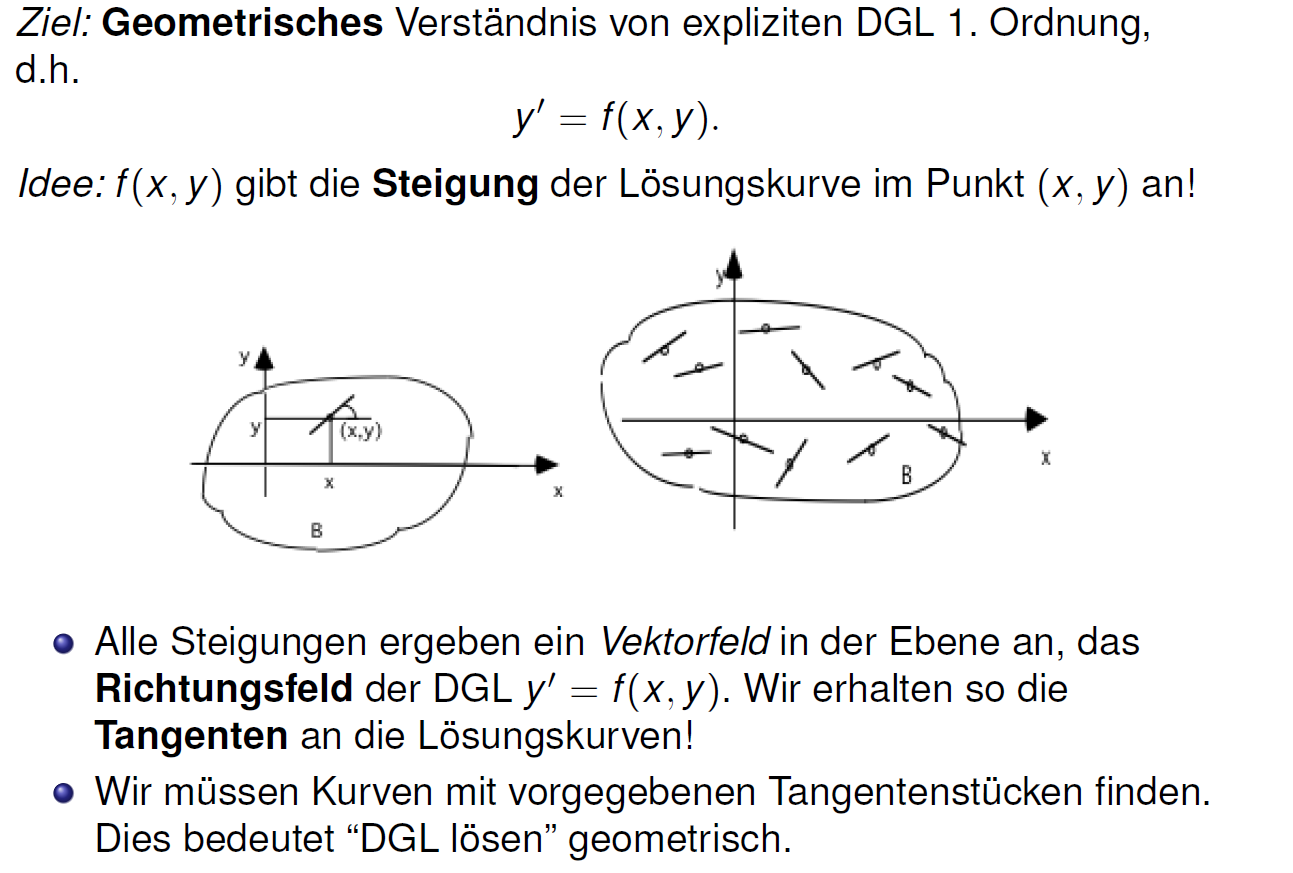 Ziel: Geometrisches Verständnis von expliziten DGL 1. Ordnung,
d.h.
y′ = f(x, y).
Idee: f(x, y) gibt die Steigung der Lösungskurve im Punkt (x, y) an!
y
y
(x,y)
x
x
B
y
x
B
Alle Steigungen ergeben ein Vektorfeld in der Ebene an, das
Richtungsfeld der DGL y′ = f(x, y). Wir erhalten so die
Tangenten an die Lösungskurven!
Wir müssen Kurven mit vorgegebenen Tangentenstücken finden.
Dies bedeutet “DGL lösen” geometrisch.